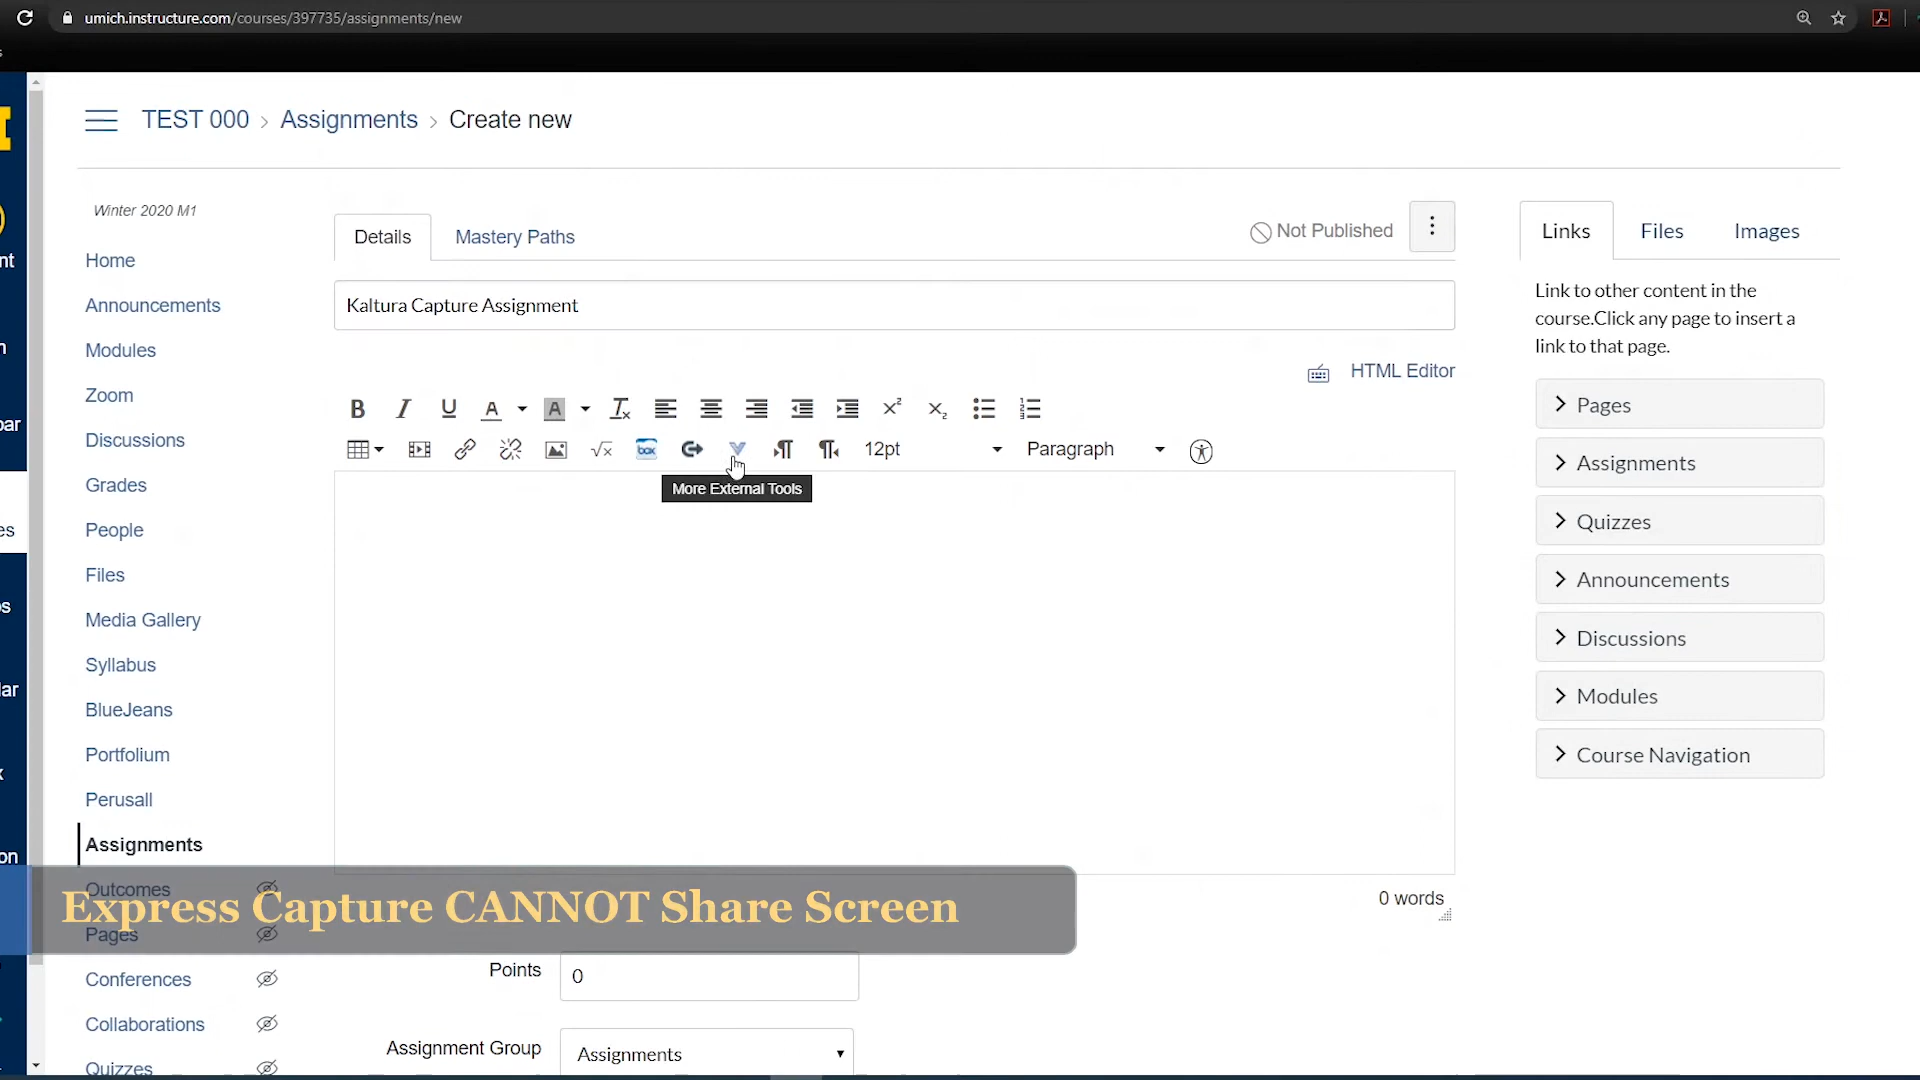 umich.instructure.com/courses/397735/assignments/new
TEST 000 > Assignments > Create new
Winter 2020 M1
Home
Announcements
Modules
Zoom
Discussions
Grades
People
Files
Media Gallery
Syllabus
BlueJeans
Portfolium
Perusall
Assignments
Outcomes
Pages
Conferences
Collaborations
Quizzes
Details
Mastery Paths
Not Published
Kaltura Capture Assignment
HTML Editor
12pt
Paragraph
box
More External Tools
0 words
Express Capture CANNOT Share Screen
Points
0
Assignment Group
Assignments
Links
Files
Images
Link to other content in the
course.Click any page to insert a
link to that page.
Pages
Assignments
Quizzes
Announcements
Discussions
Modules
Course Navigation